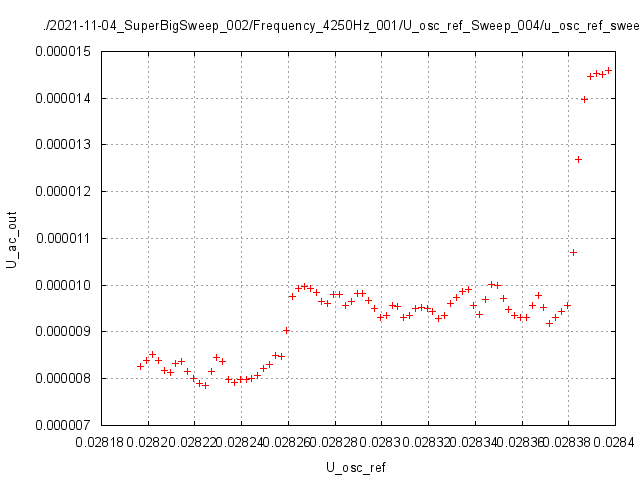 ./2021-11-04_SuperBigSweep_002/Frequency_4250Hz_001/U_osc_ref_Sweep_004/u_osc_ref_swee
0.000015
0.000014
0.000013
0.000012
0.000011
0.000010
0.000009
0.000008
0.000007
U_ac_out
0.02818 0.0282 0.02822 0.02824 0.02826 0.02828 0.0283 0.02832 0.02834 0.02836 0.02838 0.0284
U_osc_ref